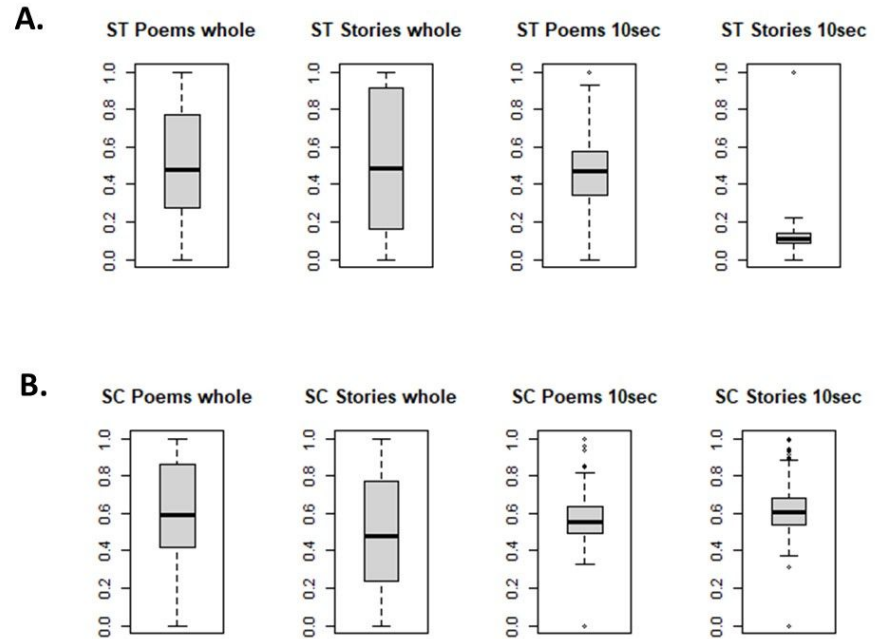 A.
ST Poems whole ST Stories whole ST Poems 10sec ST Stories 10sec
1.0 1.0 1.0 1.0
0.8 0.8 0.8 0.8
0.6 0.6 0.6 0.6
0.4 0.4 0.4 0.4
0.2 0.2 0.2 0.2
0.0 0.0 0.0 0.0
B.
SC Poems whole SC Stories whole SC Poems 10sec SC Stories 10sec
1.0 1.0 1.0 1.0
0.8 0.8 0.8 0.8
0.6 0.6 0.6 0.6
0.4 0.4 0.4 0.4
0.2 0.2 0.2 0.2
0.0 0.0 0.0 0.0